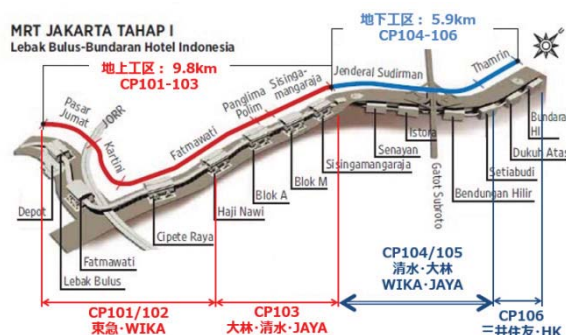 MRT JAKARTA TAHAP I
Lebak Bulus-Bundaran Hotel Indonesia
地上工区：9.8km
CP101-103
地下工区：5.9km
CP104-106
Pasar
Jumat
JORR
Kartini
Fatmawati
Panglima
Polim
Sisinga-
mangaraja
Jenderal Sudirman
Thamrin
Gatot Subroto
Depot
Lebak Bulus
Fatmawati
Cipete Raya
Haji Nawi
Blok A
Blok M
Sisingamangaraja
Senayan
Istora
Bendungan Hilir
Setiabudi
Dukuh Atas
Bundaran
HI
CP101/102
東急・WIKA
CP103
大林・清水・JAYA
CP104/105
清水・大林
WIKA・JAYA
CP106
三井住友・HK